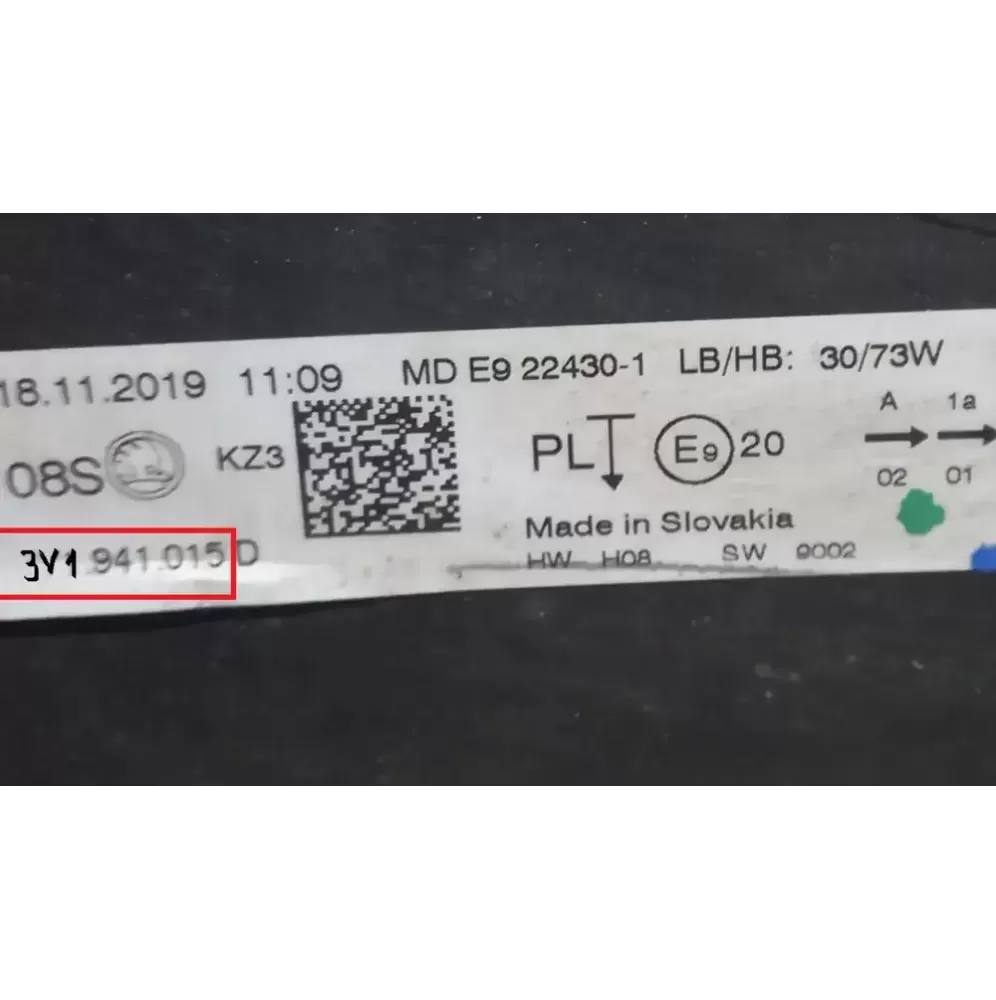 18.11.2019 11:09 MD E9 22430-1 LB/HB: 30/73W
08S KZ3 PL E9 20 A 1a
02 01
Made in Slovakia
3V1.941.015 D HW H08 SW 9002